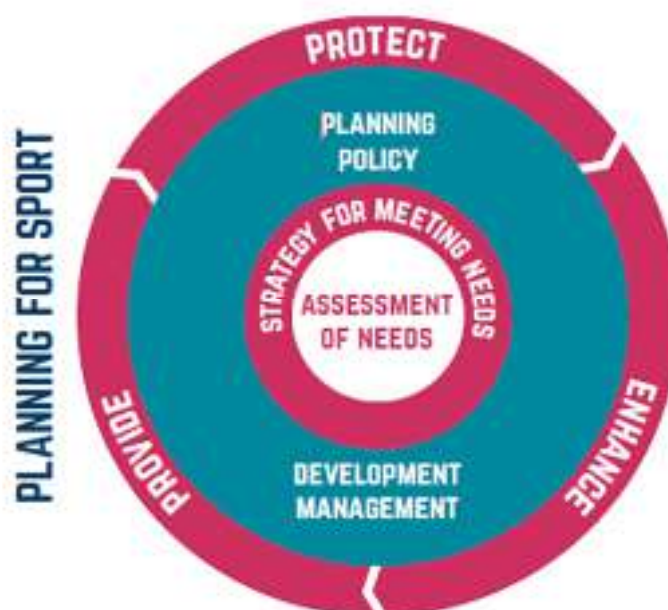 PLANNING FOR SPORT
PROTECT
PLANNING
POLICY
STRATEGY FOR MEETING NEEDS
ASSESSMENT
OF NEEDS
DEVELOPMENT
MANAGEMENT
PROVIDE
ENHANCE